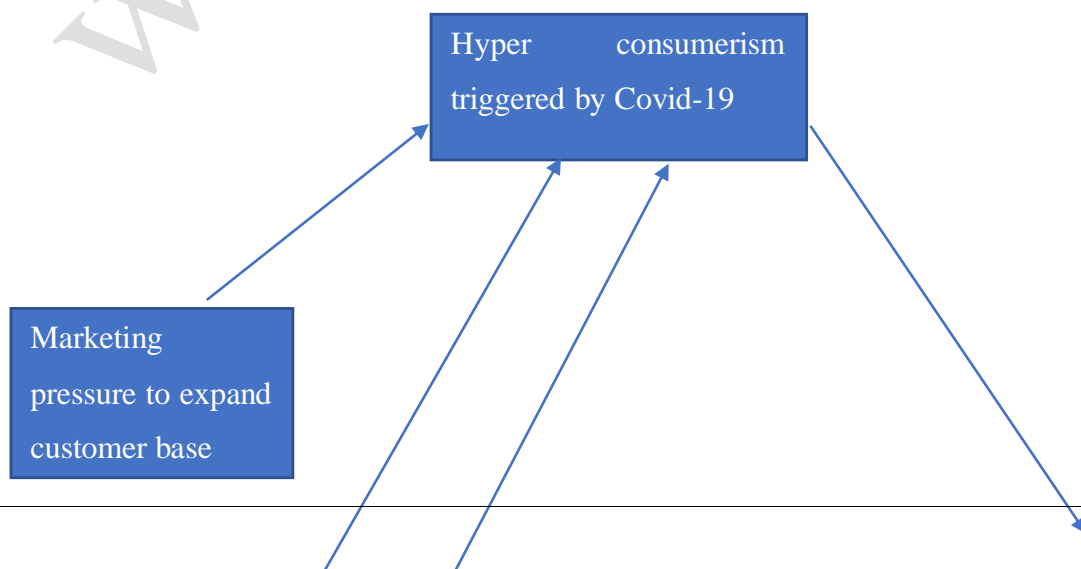 Hyper consumerism
triggered by Covid-19
Marketing
pressure to expand
customer base